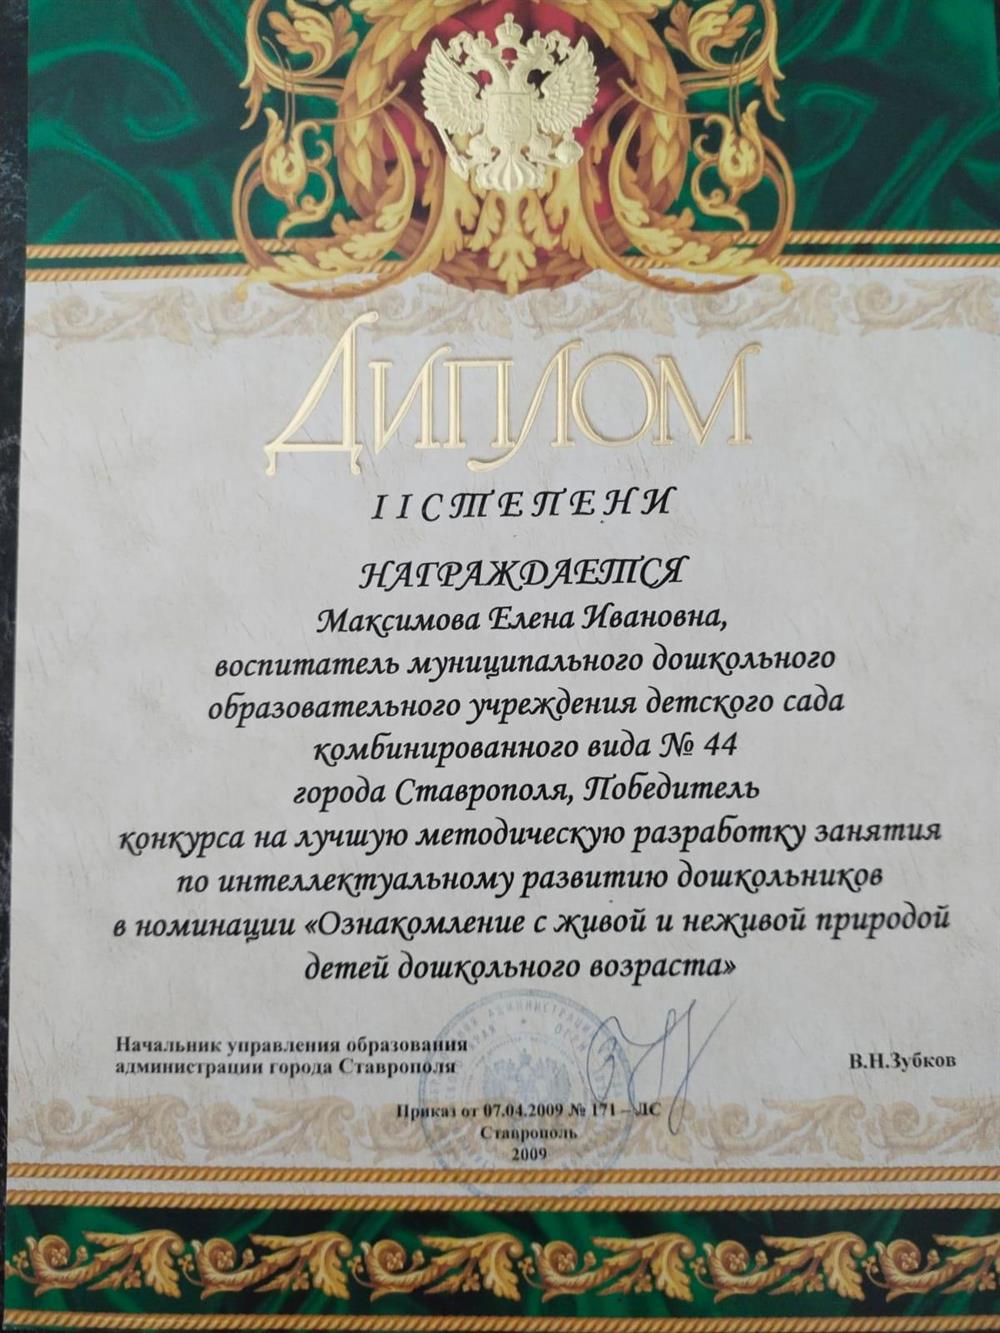 Диплом
II СТЕПЕНИ
НАГРАЖДАЕТСЯ
Максимова Елена Ивановна,
воспитатель муниципального дошкольного
образовательного учреждения детского сада
комбинированного вида № 44
города Ставрополя, Победитель
конкурса на лучшую методическую разработку занятия
по интеллектуальному развитию дошкольников
в номинации «Ознакомление с живой и неживой природой
детей дошкольного возраста»
Начальник управления образования
администрации города Ставрополя
В.Н.Зубков
Приказ от 07.04.2009 № 171 – ЛС
Ставрополь
2009